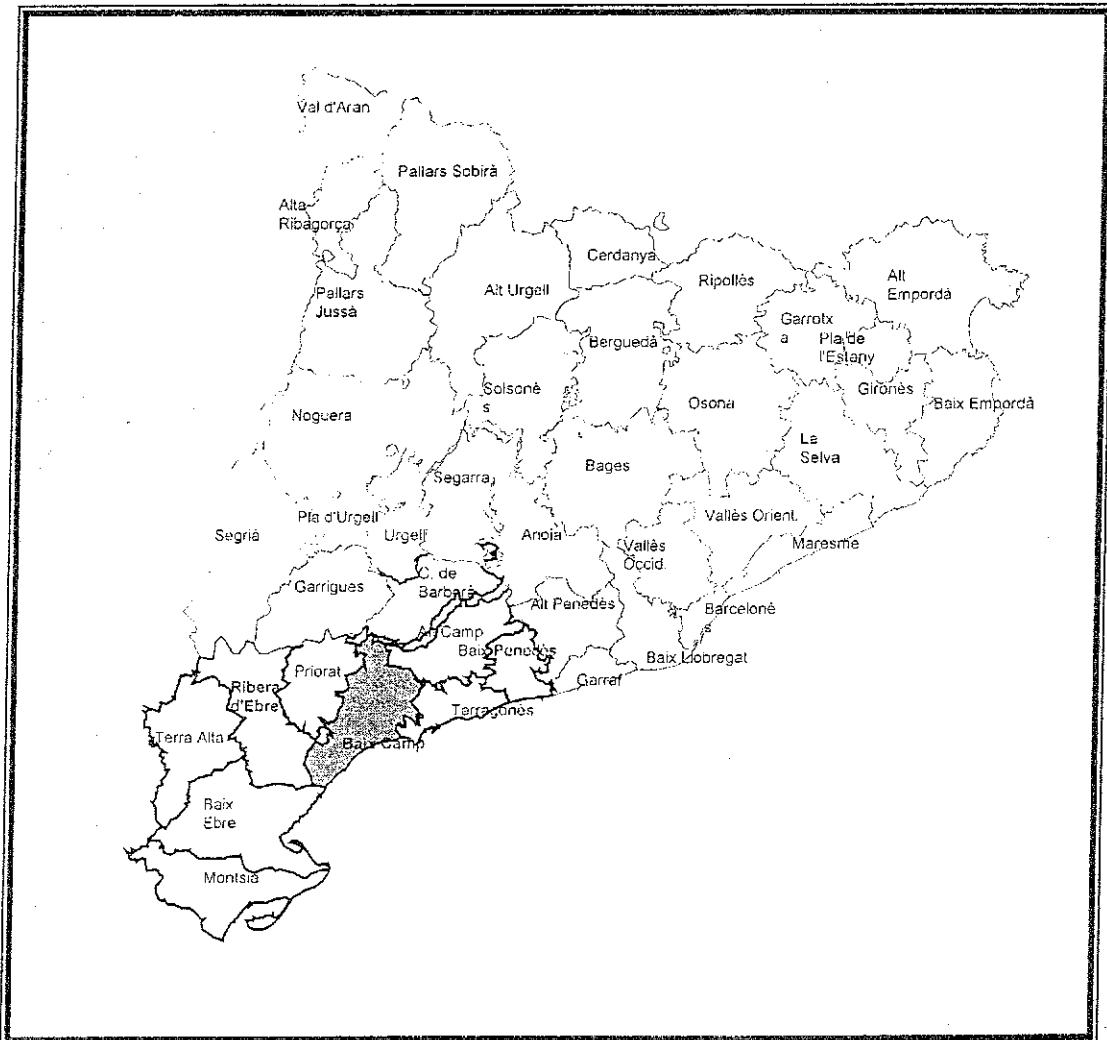 Val d'Aran
Pallars Sobirà
Alta
Ribagorça
Cerdanya
Alt Urgell
Ripollès
Alt
Empordà
Pallars
Jussà
Garrotx
a
Pla de
l'Estany
Berguedà
Solsonè
s
Gironès
Baix Empordà
Noguera
Osona
La
Selva
Bages
Segarra
Pla d'Urgell
Vallès Orient.
Segrià
Urgell
Anoia
Vallès
Occid.
Maresme
C. de
Barberà
Garrigues
Alt Penedès
Barcelonè
s
Alt Camp
Baix Penedès
Baix Llobregat
Priorat
Garraf
Ribera
d'Ebre
Tarragonès
Terra Alta
Baix Camp
Baix
Ebre
Montsià